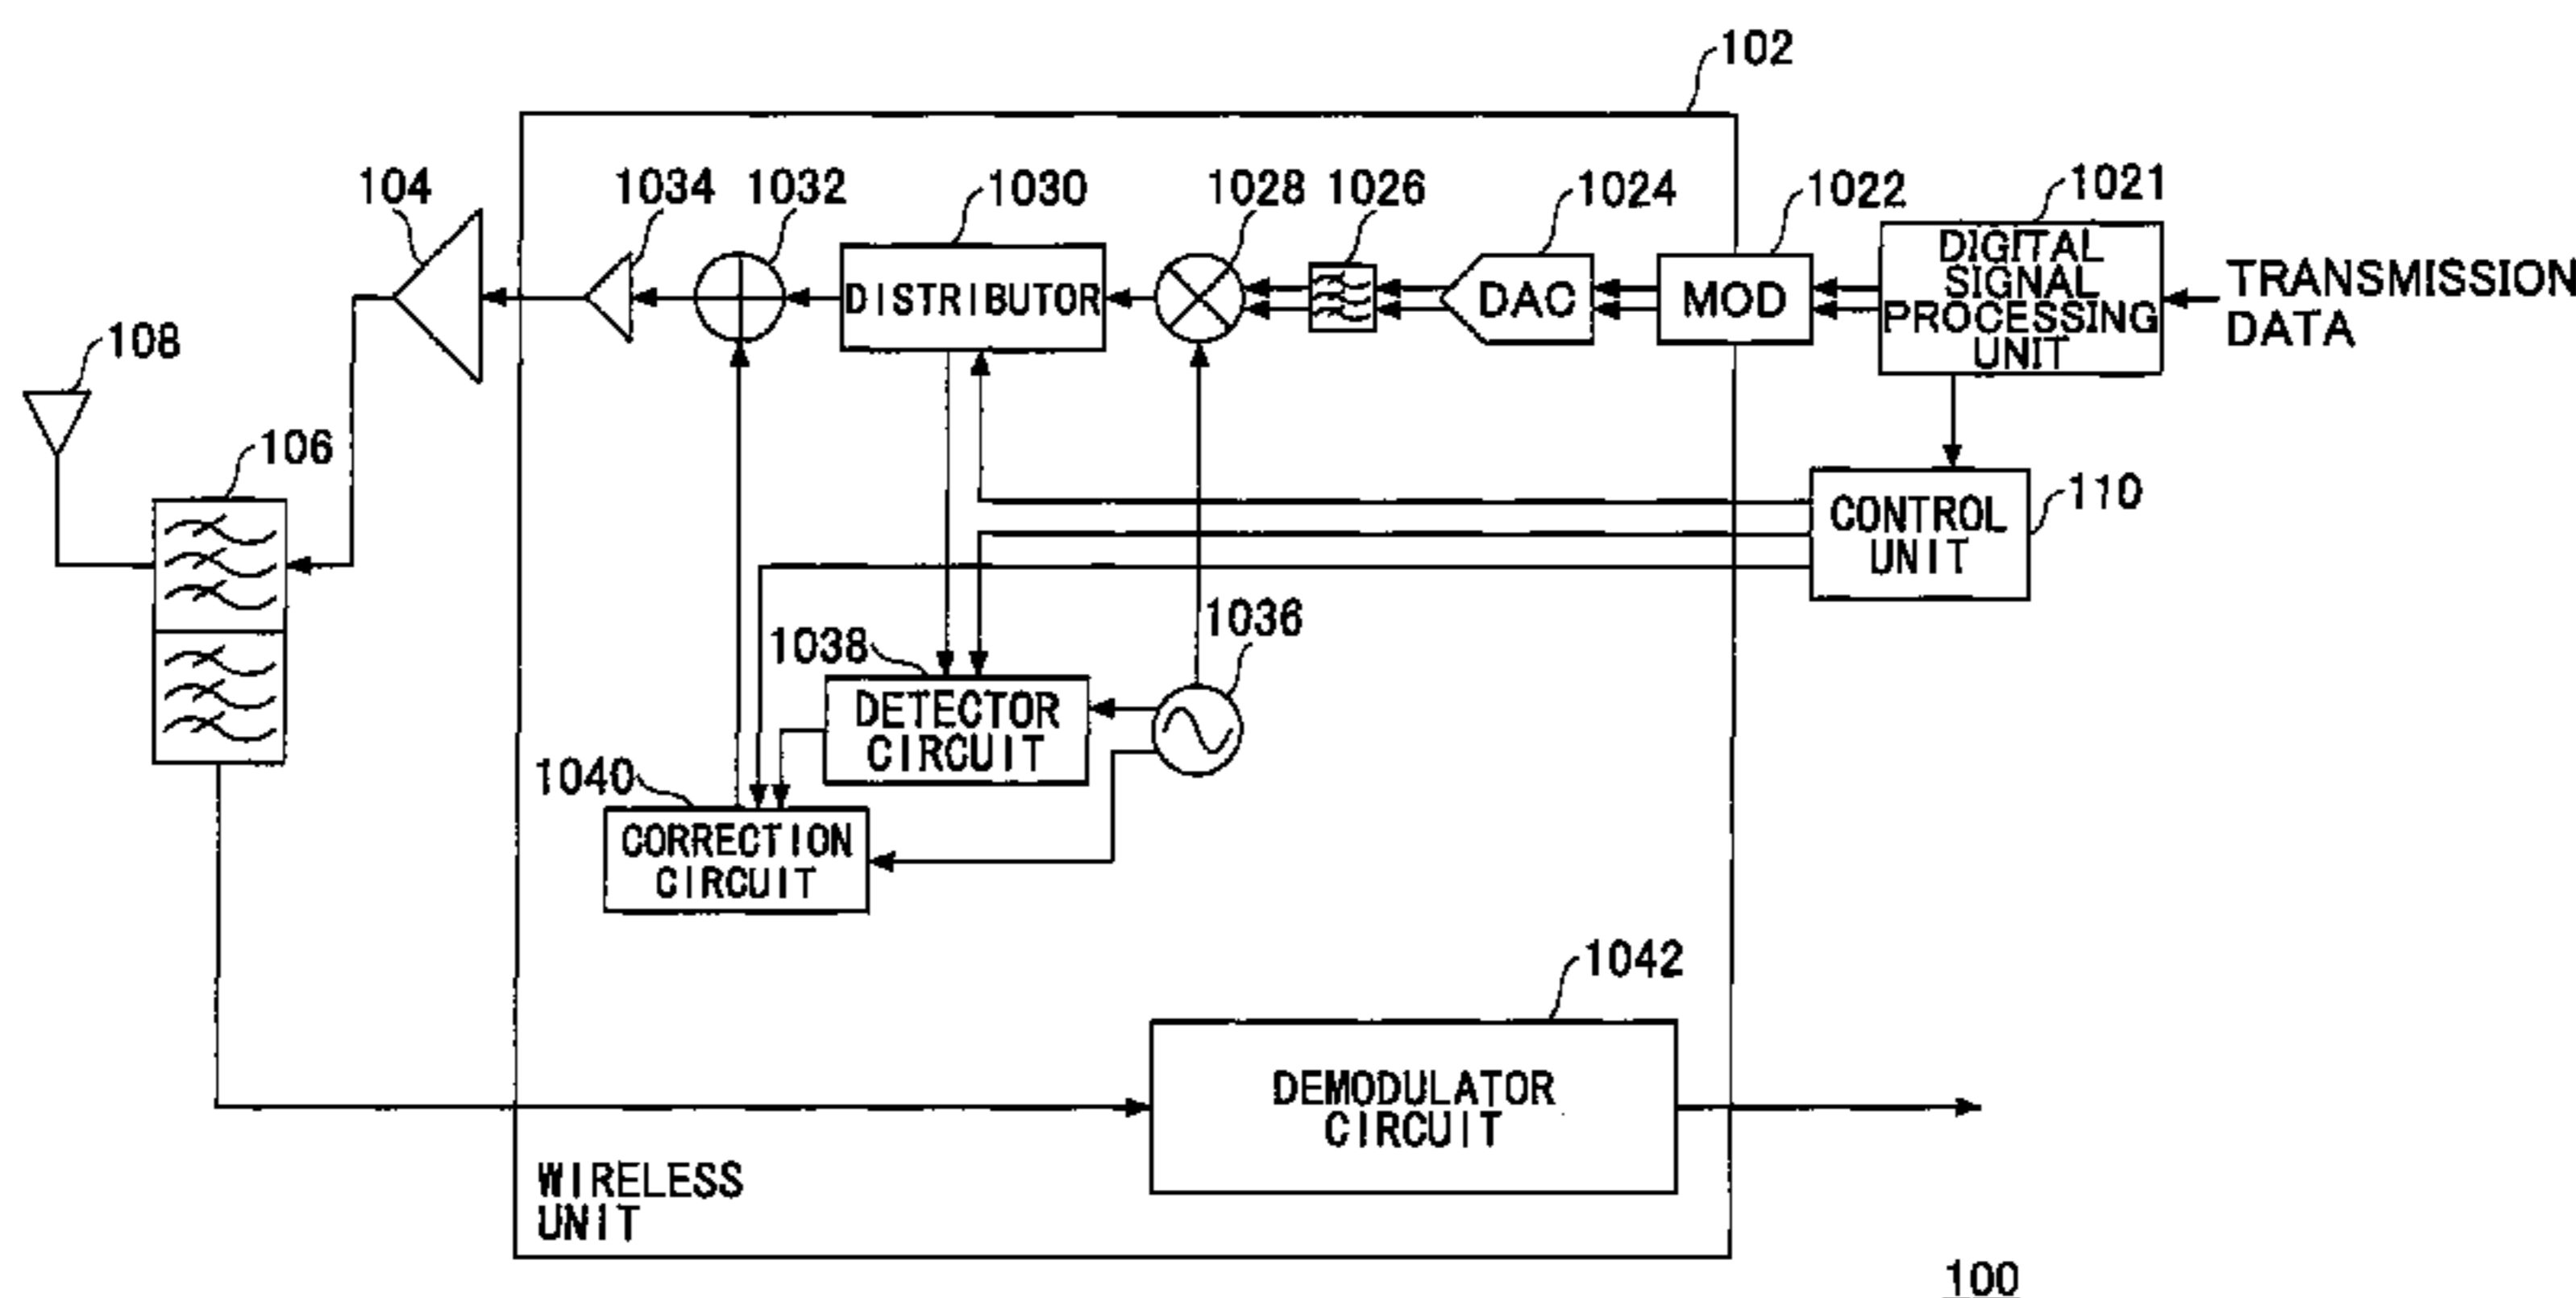 102
104
1034
1032
1030
1028
1026
1024
1022
1021
DISTRIBUTOR
DAC
MOD
DIGITAL
SIGNAL
PROCESSING
UNIT
TRANSMISSION
DATA
108
106
CONTROL
UNIT
110
1038
1036
DETECTOR
CIRCUIT
1040
CORRECTION
CIRCUIT
1042
DEMODULATOR
CIRCUIT
WIRELESS
UNIT
100